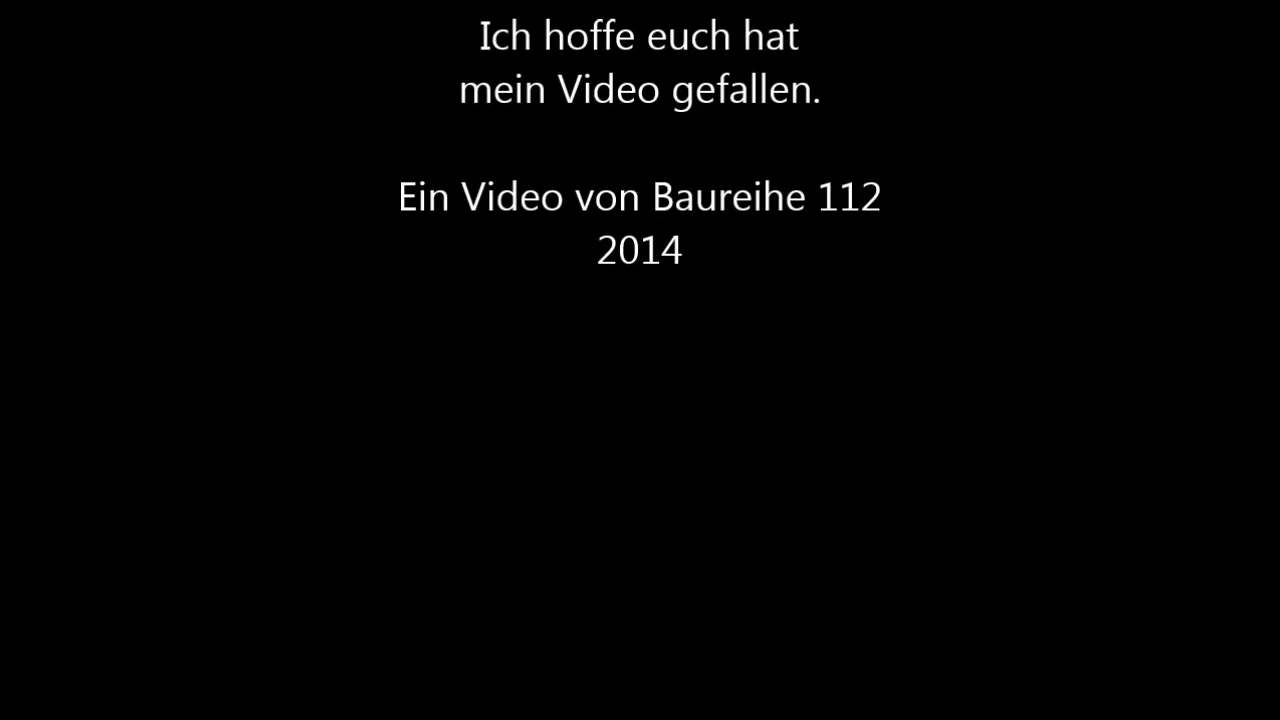 Ich hoffe euch hat
mein Video gefallen.
Ein Video von Baureihe 112
2014